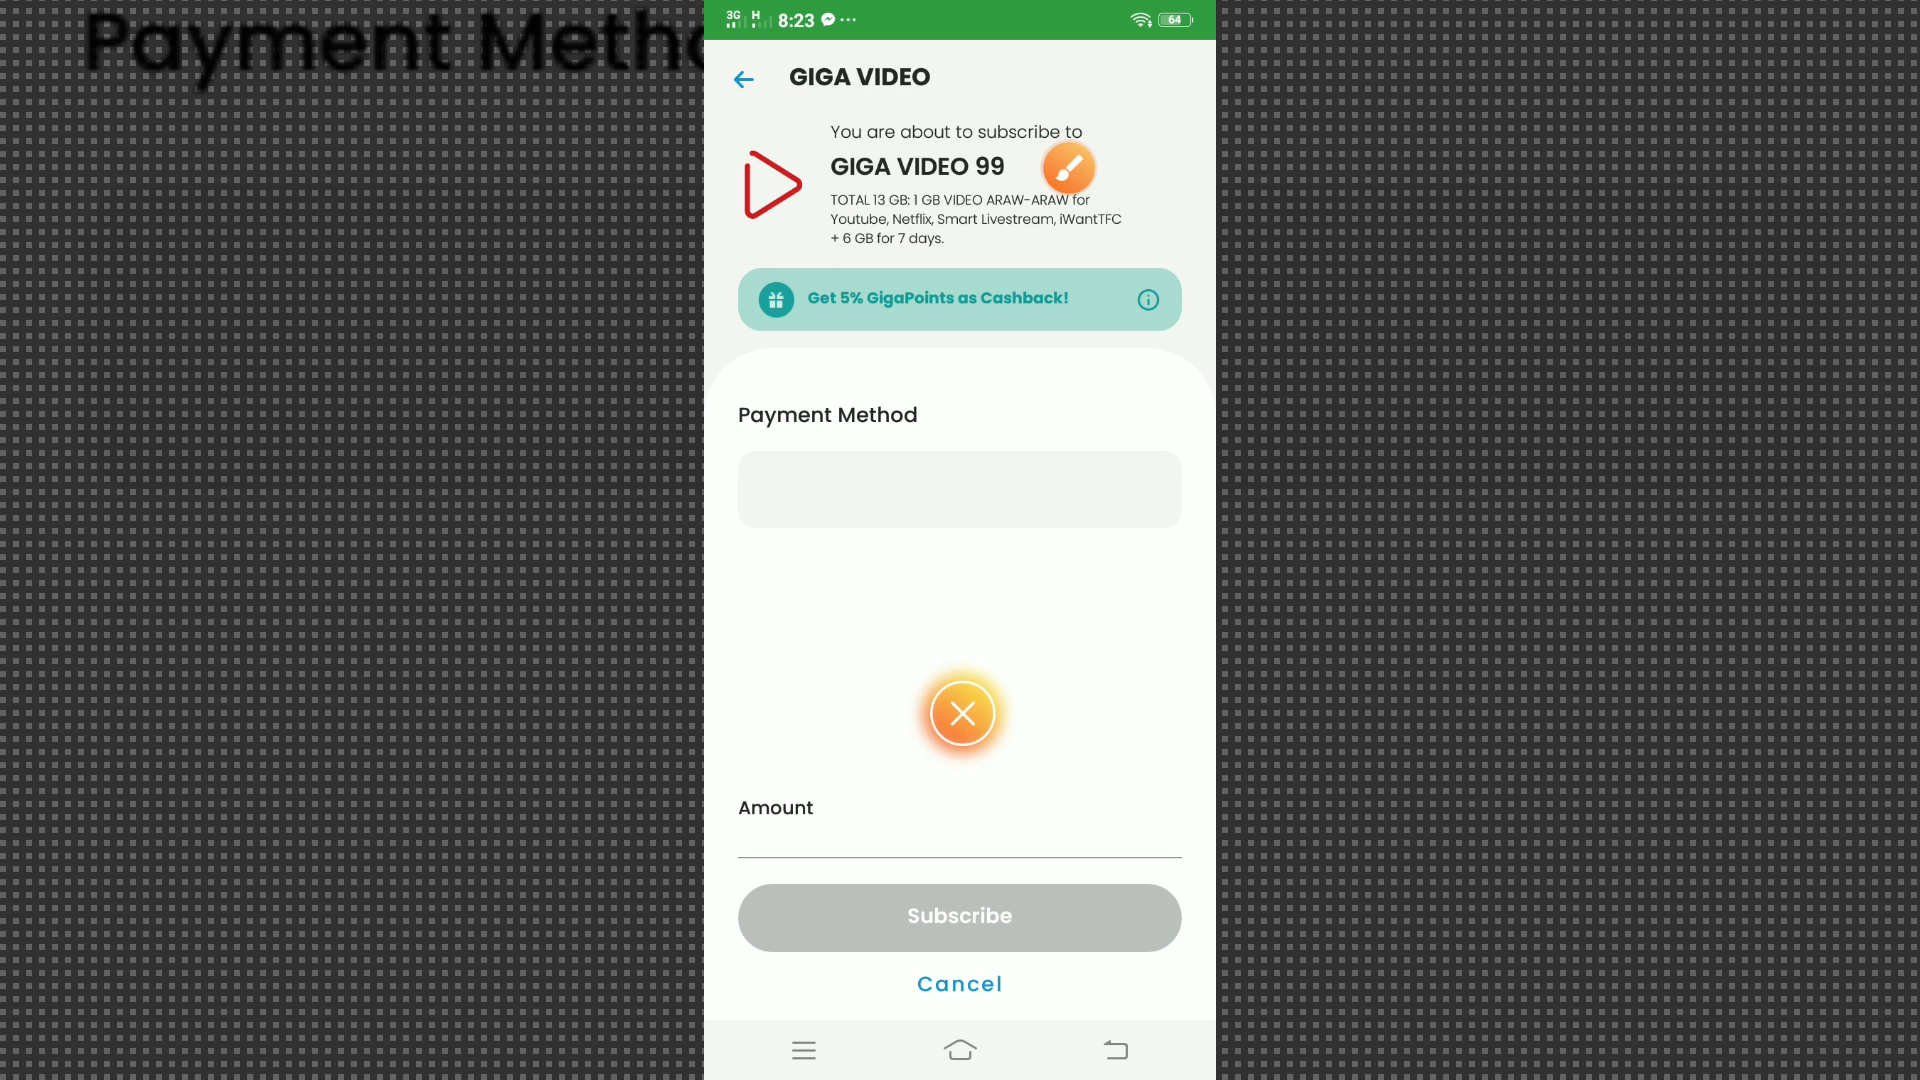 Payment Metho
3G H 8:23 64
GIGA VIDEO
You are about to subscribe to
GIGA VIDEO 99
TOTAL 13 GB: 1 GB VIDEO ARAW-ARAW for
Youtube, Netflix, Smart Livestream, iWantTFC
+ 6 GB for 7 days.
Get 5% GigaPoints as Cashback!
Payment Method
Amount
Subscribe
Cancel